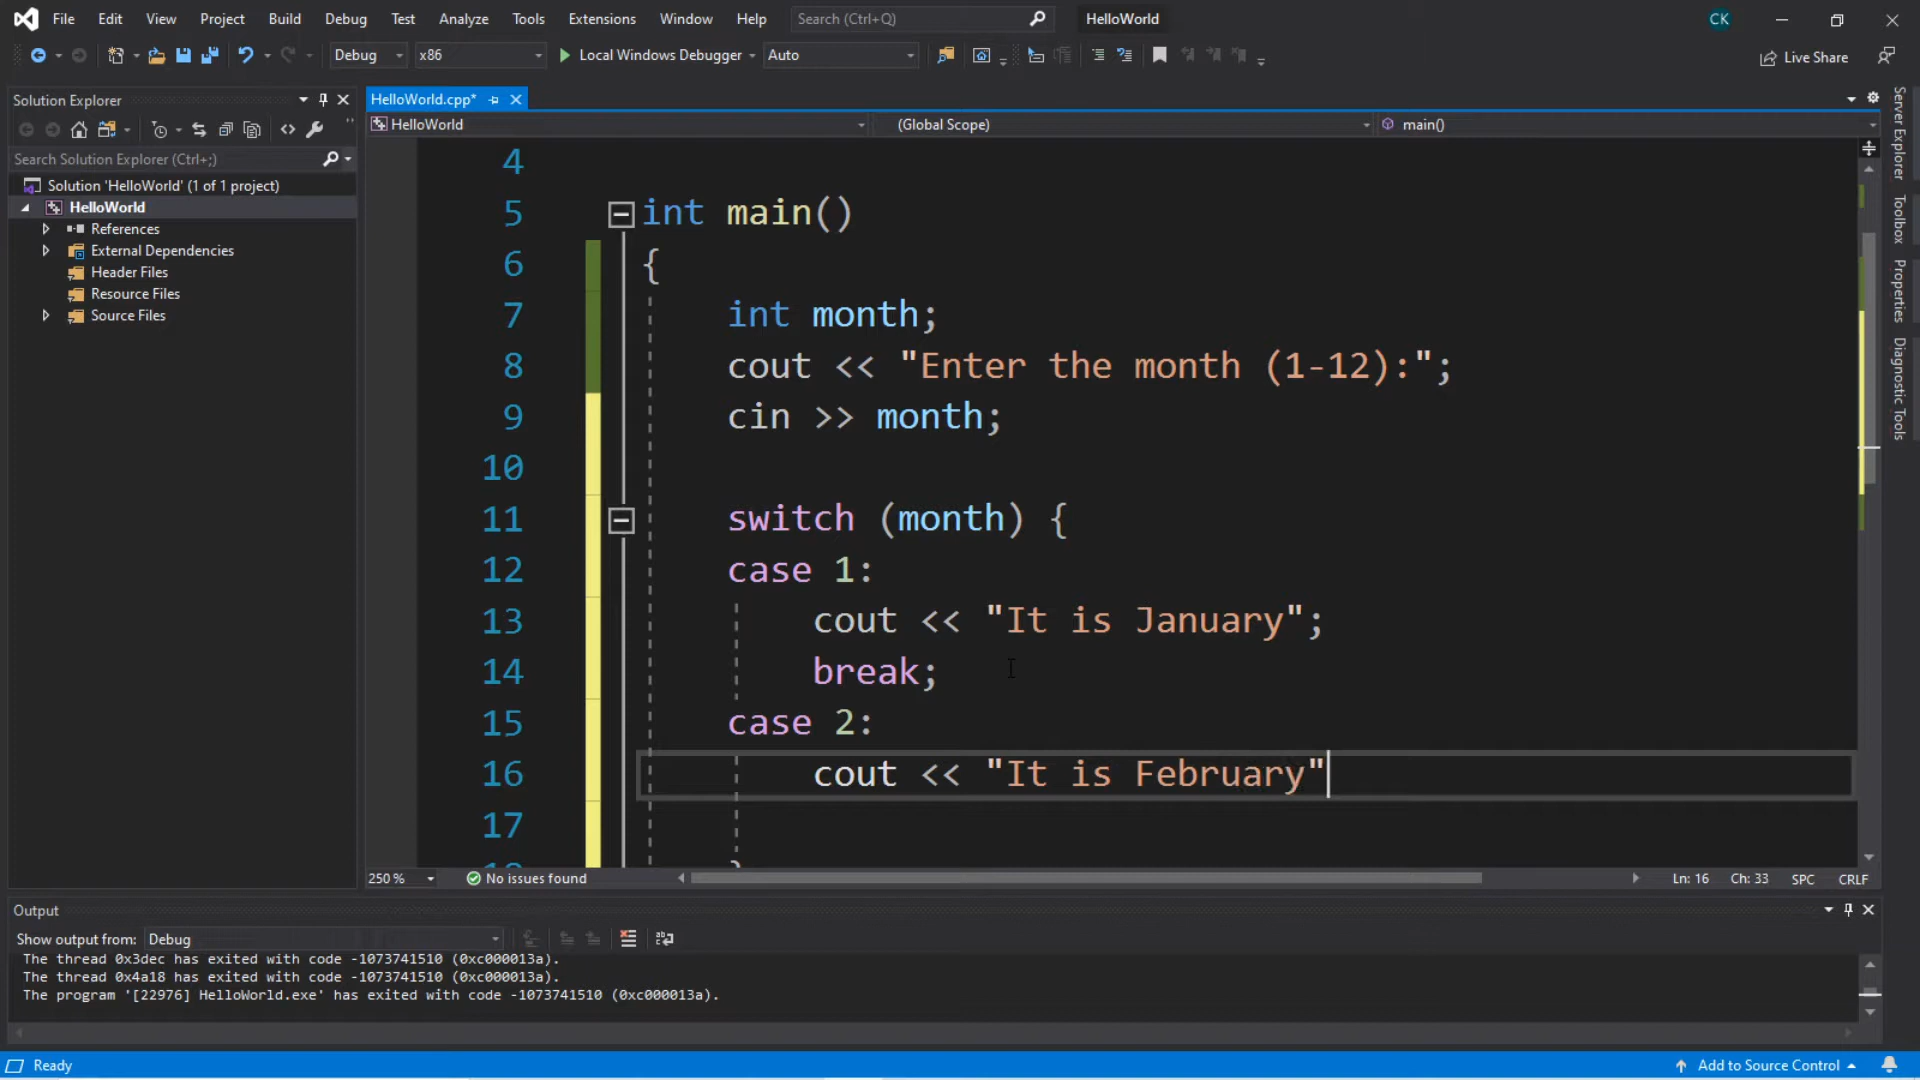 File Edit View Project Build Debug Test Analyze Tools Extensions Window Help Search (Ctrl+Q) HelloWorld CK
Debug x86 Local Windows Debugger Auto Live Share
Solution Explorer
Search Solution Explorer (Ctrl+;)
Solution 'HelloWorld' (1 of 1 project)
HelloWorld
References
External Dependencies
Header Files
Resource Files
Source Files
HelloWorld.cpp*
HelloWorld (Global Scope) main()
4
5 int main()
6 {
7 int month;
8 cout << "Enter the month (1-12):";
9 cin >> month;
10
11 switch (month) {
12 case 1:
13 cout << "It is January";
14 break;
15 case 2:
16 cout << "It is February"
17
250 % No issues found Ln: 16 Ch: 33 SPC CRLF
Server Explorer
Toolbox
Properties
Diagnostic Tools
Output
Show output from: Debug
The thread 0x3dec has exited with code -1073741510 (0xc000013a).
The thread 0x4a18 has exited with code -1073741510 (0xc000013a).
The program '[22976] HelloWorld.exe' has exited with code -1073741510 (0xc000013a).
Ready Add to Source Control